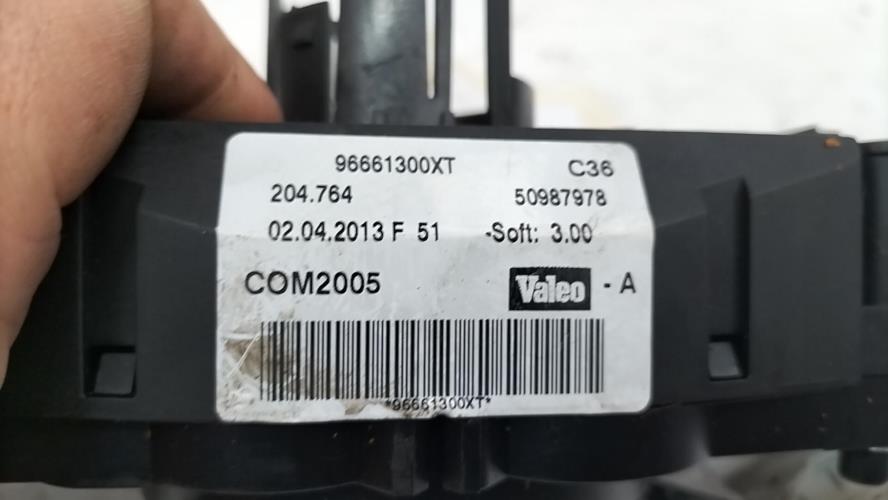 96661300XT C36
204.764 50987978
02.04.2013 F 51 -Soft: 3.00
COM2005 Valeo - A
*96661300XT*